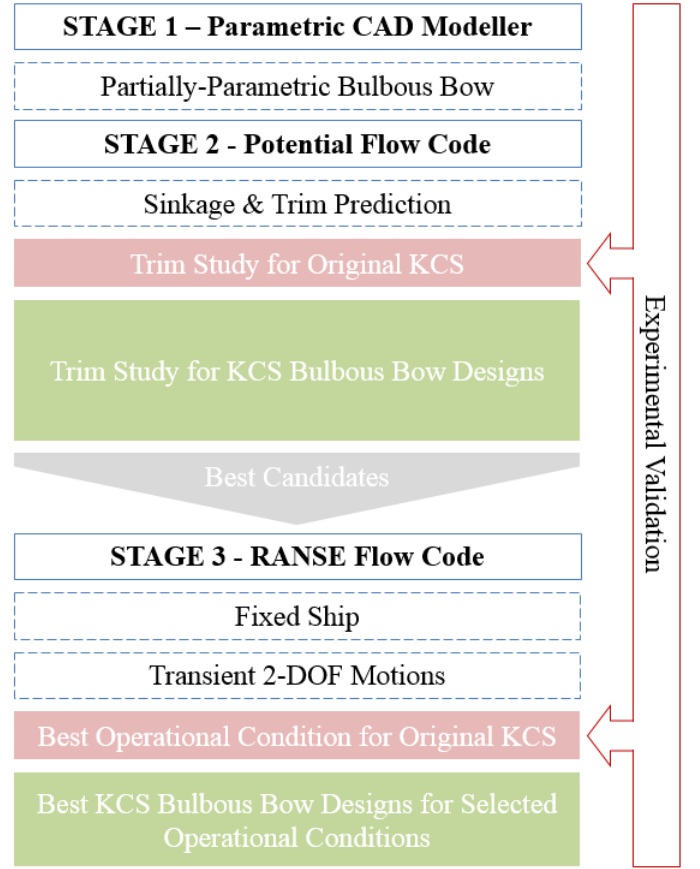 STAGE 1 – Parametric CAD Modeller
Partially-Parametric Bulbous Bow
STAGE 2 - Potential Flow Code
Sinkage & Trim Prediction
Trim Study for Original KCS
Trim Study for KCS Bulbous Bow Designs
Best Candidates
STAGE 3 - RANSE Flow Code
Fixed Ship
Transient 2-DOF Motions
Best Operational Condition for Original KCS
Best KCS Bulbous Bow Designs for Selected
Operational Conditions
Experimental Validation